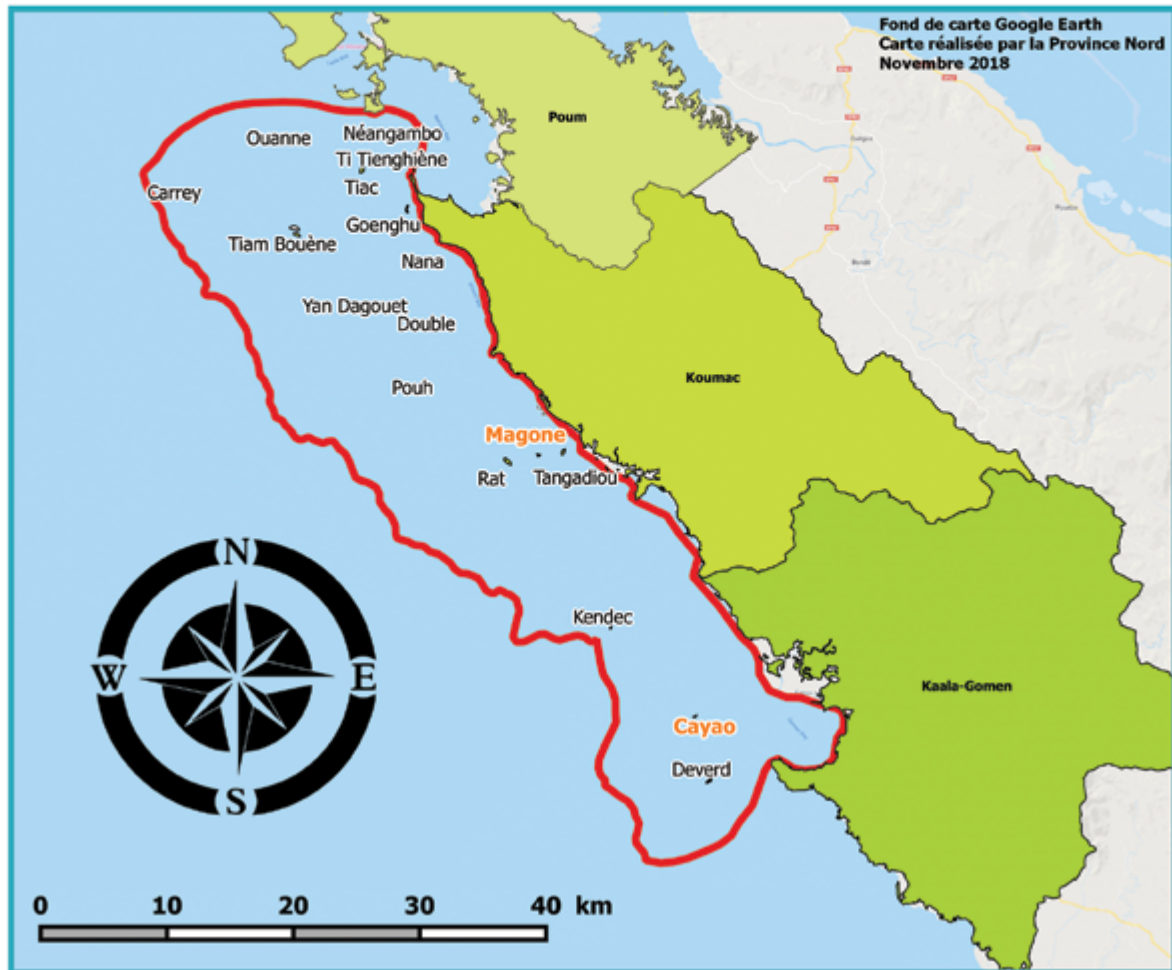 Fond de carte Google Earth
Carte réalisée par la Province Nord
Novembre 2018
Poum
Ouanne
Néangambo
Ti Tienghiène
Tiac
Carrey
Goenghu
Tiam Bouène
Nana
Yan Dagouet
Double
Koumac
Pouh
Magone
Rat
Tangadiou
Kendec
Kaala-Gomen
Cayao
Deverd
N
W
E
S
0 10 20 30 40 km